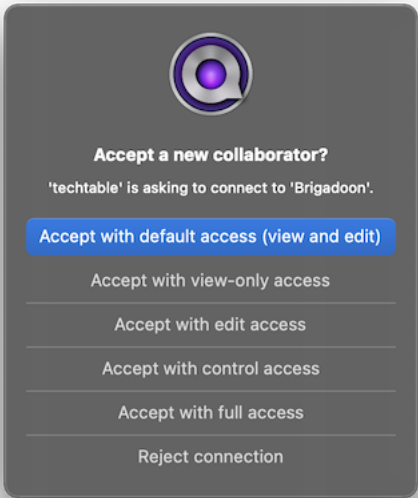 Accept a new collaborator?
'techtable' is asking to connect to 'Brigadoon'.
Accept with default access (view and edit)
Accept with view-only access
Accept with edit access
Accept with control access
Accept with full access
Reject connection